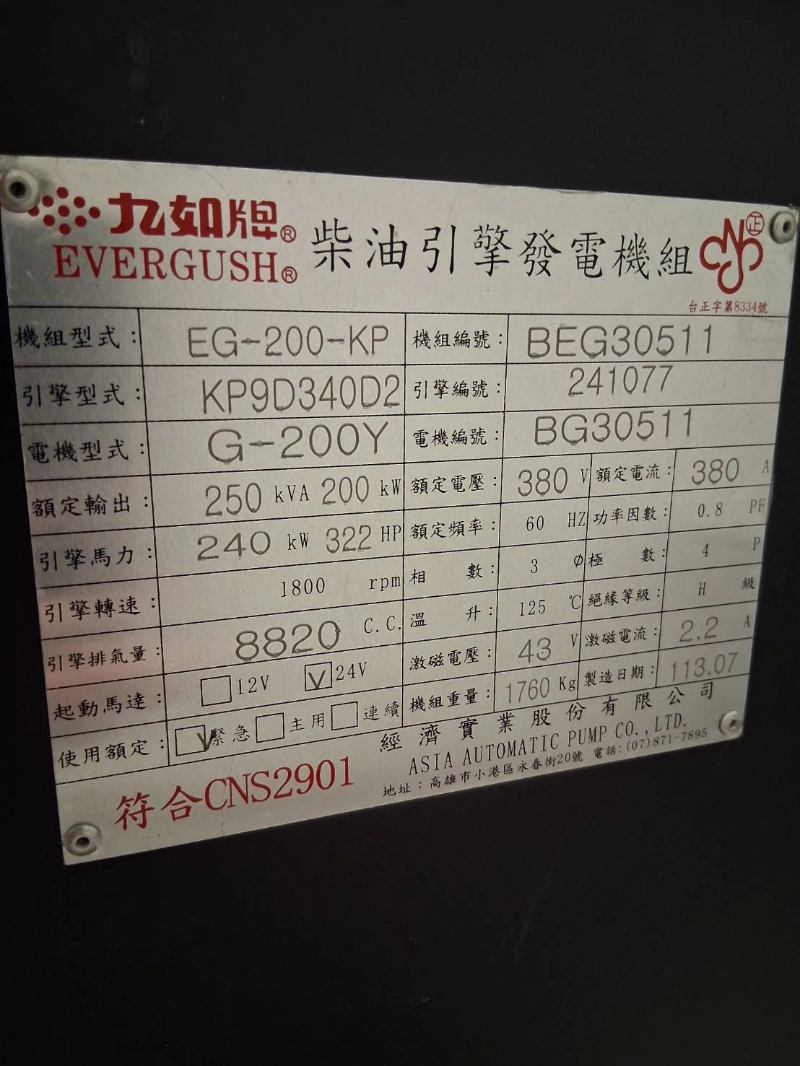 九如牌® 柴油引擎發電機組 正
EVERGUSH®
台正字第8334號
機組型式: EG-200-KP 機組編號: BEG30511
引擎型式: KP9D340D2 引擎編號: 241077
電機型式: G-200Y 電機編號: BG30511
額定輸出: 250 kVA 200 kW 額定電壓: 380 V 額定電流: 380 A
引擎馬力: 240 kW 322 HP 額定頻率: 60 HZ 功率因數: 0.8 PF
引擎轉速: 1800 rpm 相數: 3 Ø 極數: 4 P
引擎排氣量: 8820 C.C. 溫升: 125 ℃ 絕緣等級: H 級
起動馬達: □12V ☑24V 激磁電壓: 43 V 激磁電流: 2.2 A
使用額定: ☑緊急 □主用 □連續 機組重量: 1760 Kg 製造日期: 113.07
符合CNS2901 經濟實業股份有限公司
ASIA AUTOMATIC PUMP CO., LTD.
地址:高雄市小港區永春街20號 電話:(07)871-7895